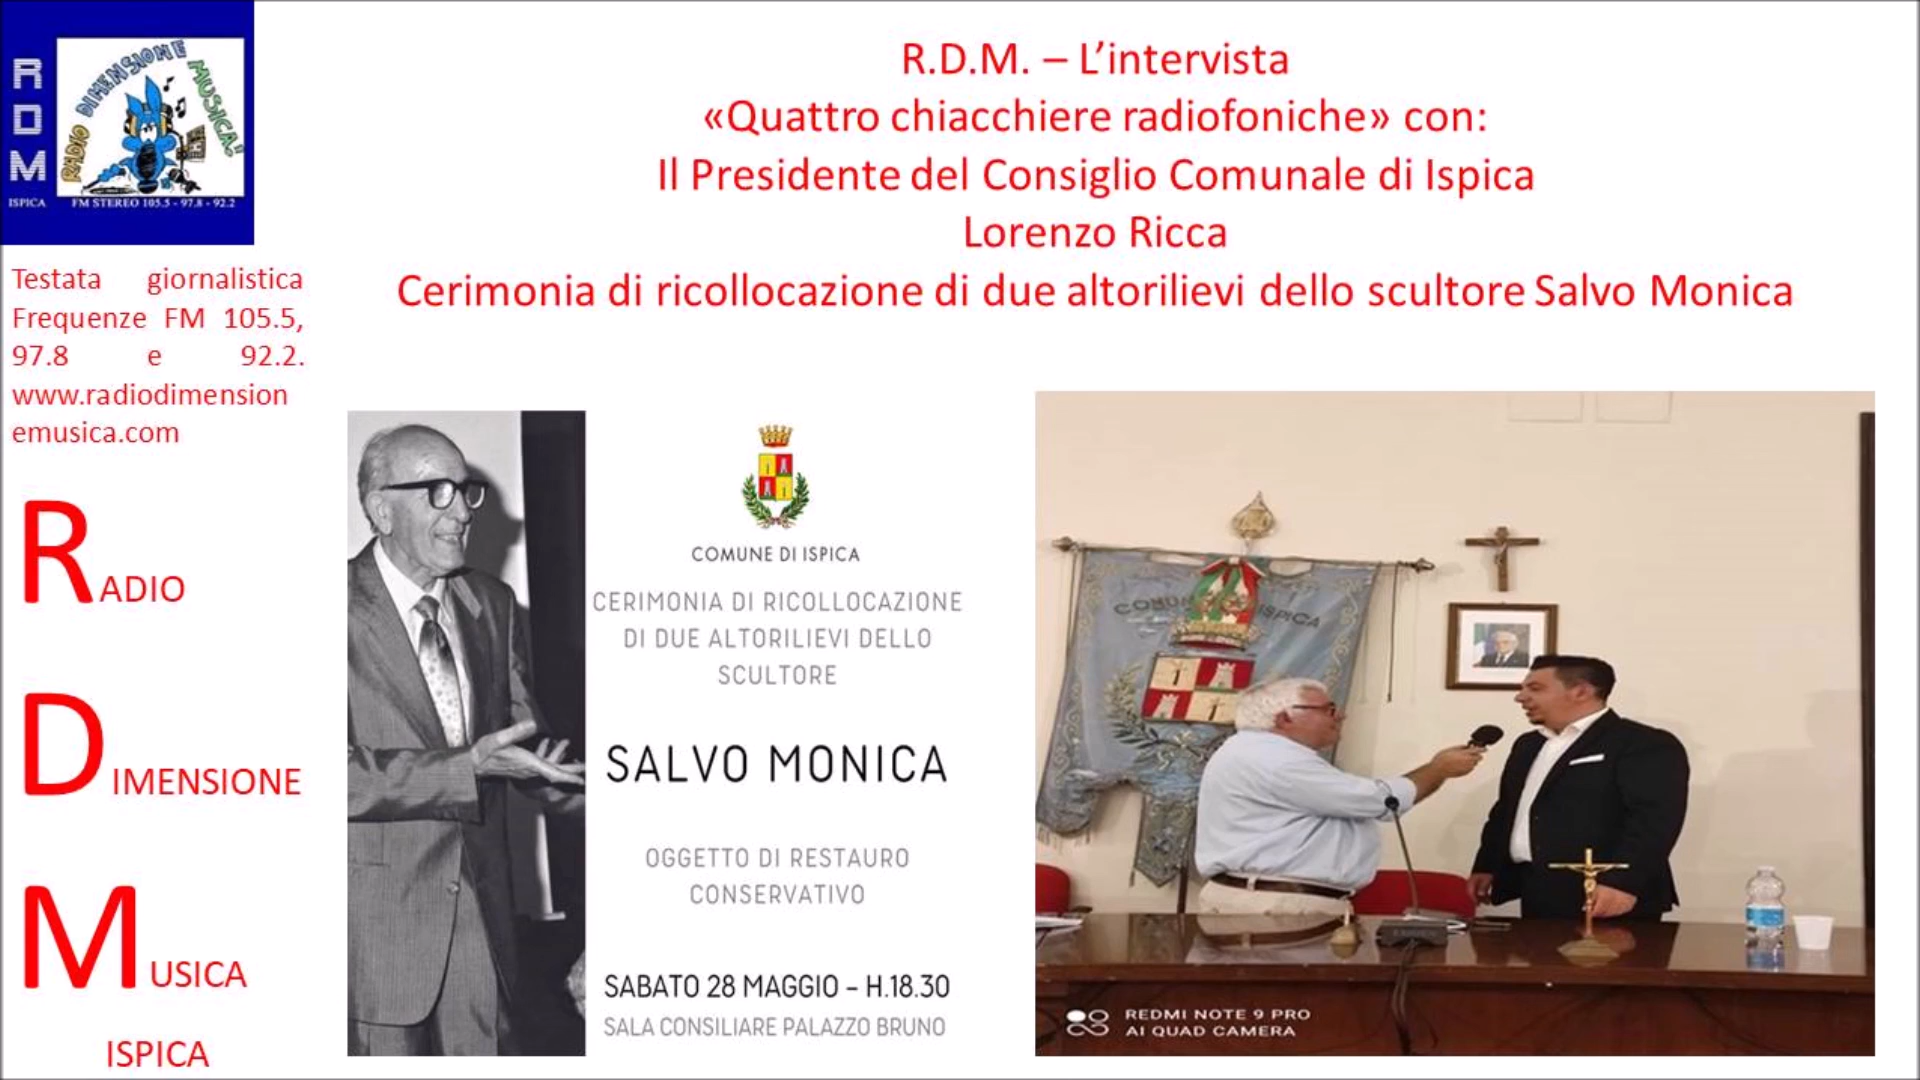 R
D
M
RADIO DIMENSIONE MUSICA!
ISPICA
FM STEREO 105.5 - 97.8 - 92.2
R.D.M. – L’intervista
«Quattro chiacchiere radiofoniche» con:
Il Presidente del Consiglio Comunale di Ispica
Lorenzo Ricca
Cerimonia di ricollocazione di due altorilievi dello scultore Salvo Monica
Testata giornalistica
Frequenze FM 105.5,
97.8 e 92.2.
www.radiodimension
emusica.com
RADIO
DIMENSIONE
MUSICA
ISPICA
COMUNE DI ISPICA
CERIMONIA DI RICOLLOCAZIONE
DI DUE ALTORILIEVI DELLO
SCULTORE
SALVO MONICA
OGGETTO DI RESTAURO
CONSERVATIVO
SABATO 28 MAGGIO – H.18.30
SALA CONSILIARE PALAZZO BRUNO
ISPICA
REDMI NOTE 9 PRO
AI QUAD CAMERA